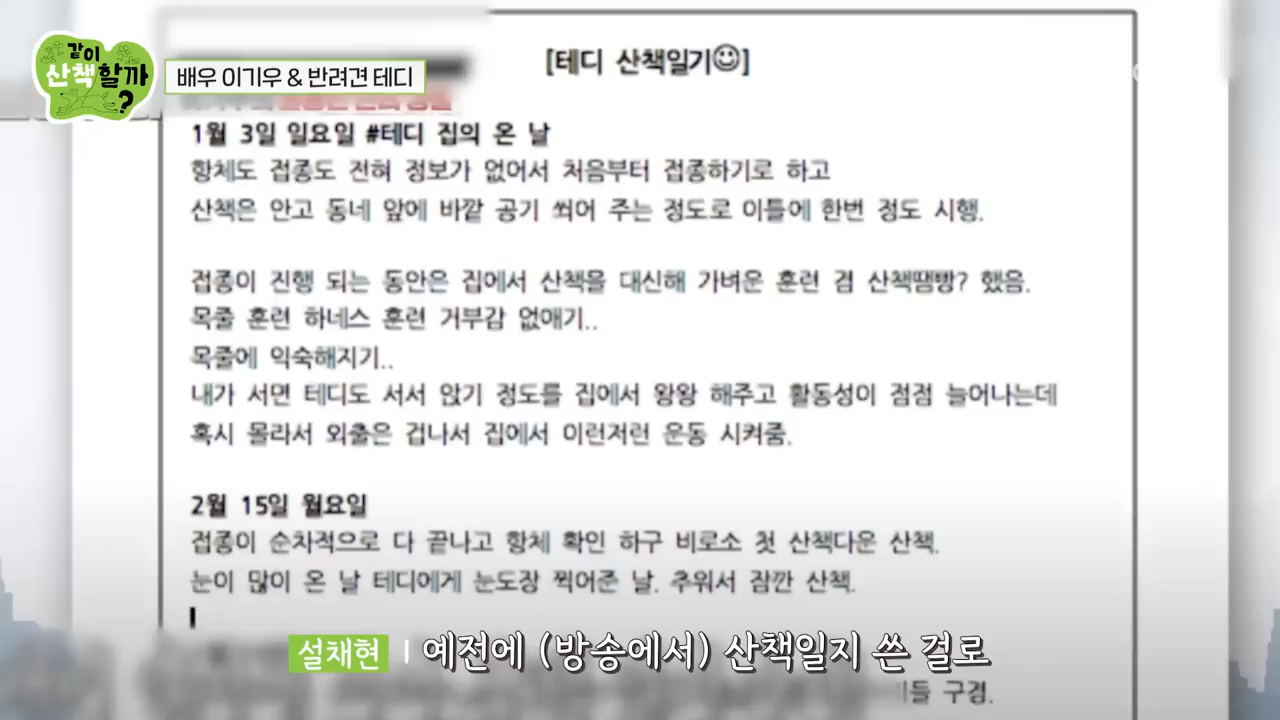 같이
산책할까
?
배우 이기우 & 반려견 테디
[테디 산책일기☺]
1월 3일 일요일 #테디 집의 온 날
항체도 접종도 전혀 정보가 없어서 처음부터 접종하기로 하고
산책은 안고 동네 앞에 바깥 공기 쐬어 주는 정도로 이틀에 한번 정도 시행.
접종이 진행 되는 동안은 집에서 산책을 대신해 가벼운 훈련 겸 산책땜빵? 했음.
목줄 훈련 하네스 훈련 거부감 없애기..
목줄에 익숙해지기..
내가 서면 테디도 서서 앉기 정도를 집에서 왕왕 해주고 활동성이 점점 늘어나는데
혹시 몰라서 외출은 겁나서 집에서 이런저런 운동 시켜줌.
2월 15일 월요일
접종이 순차적으로 다 끝나고 항체 확인 하구 비로소 첫 산책다운 산책.
눈이 많이 온 날 테디에게 눈도장 찍어준 날. 추워서 잠깐 산책.
설채현 예전에 (방송에서) 산책일지 쓴 걸로
구경.